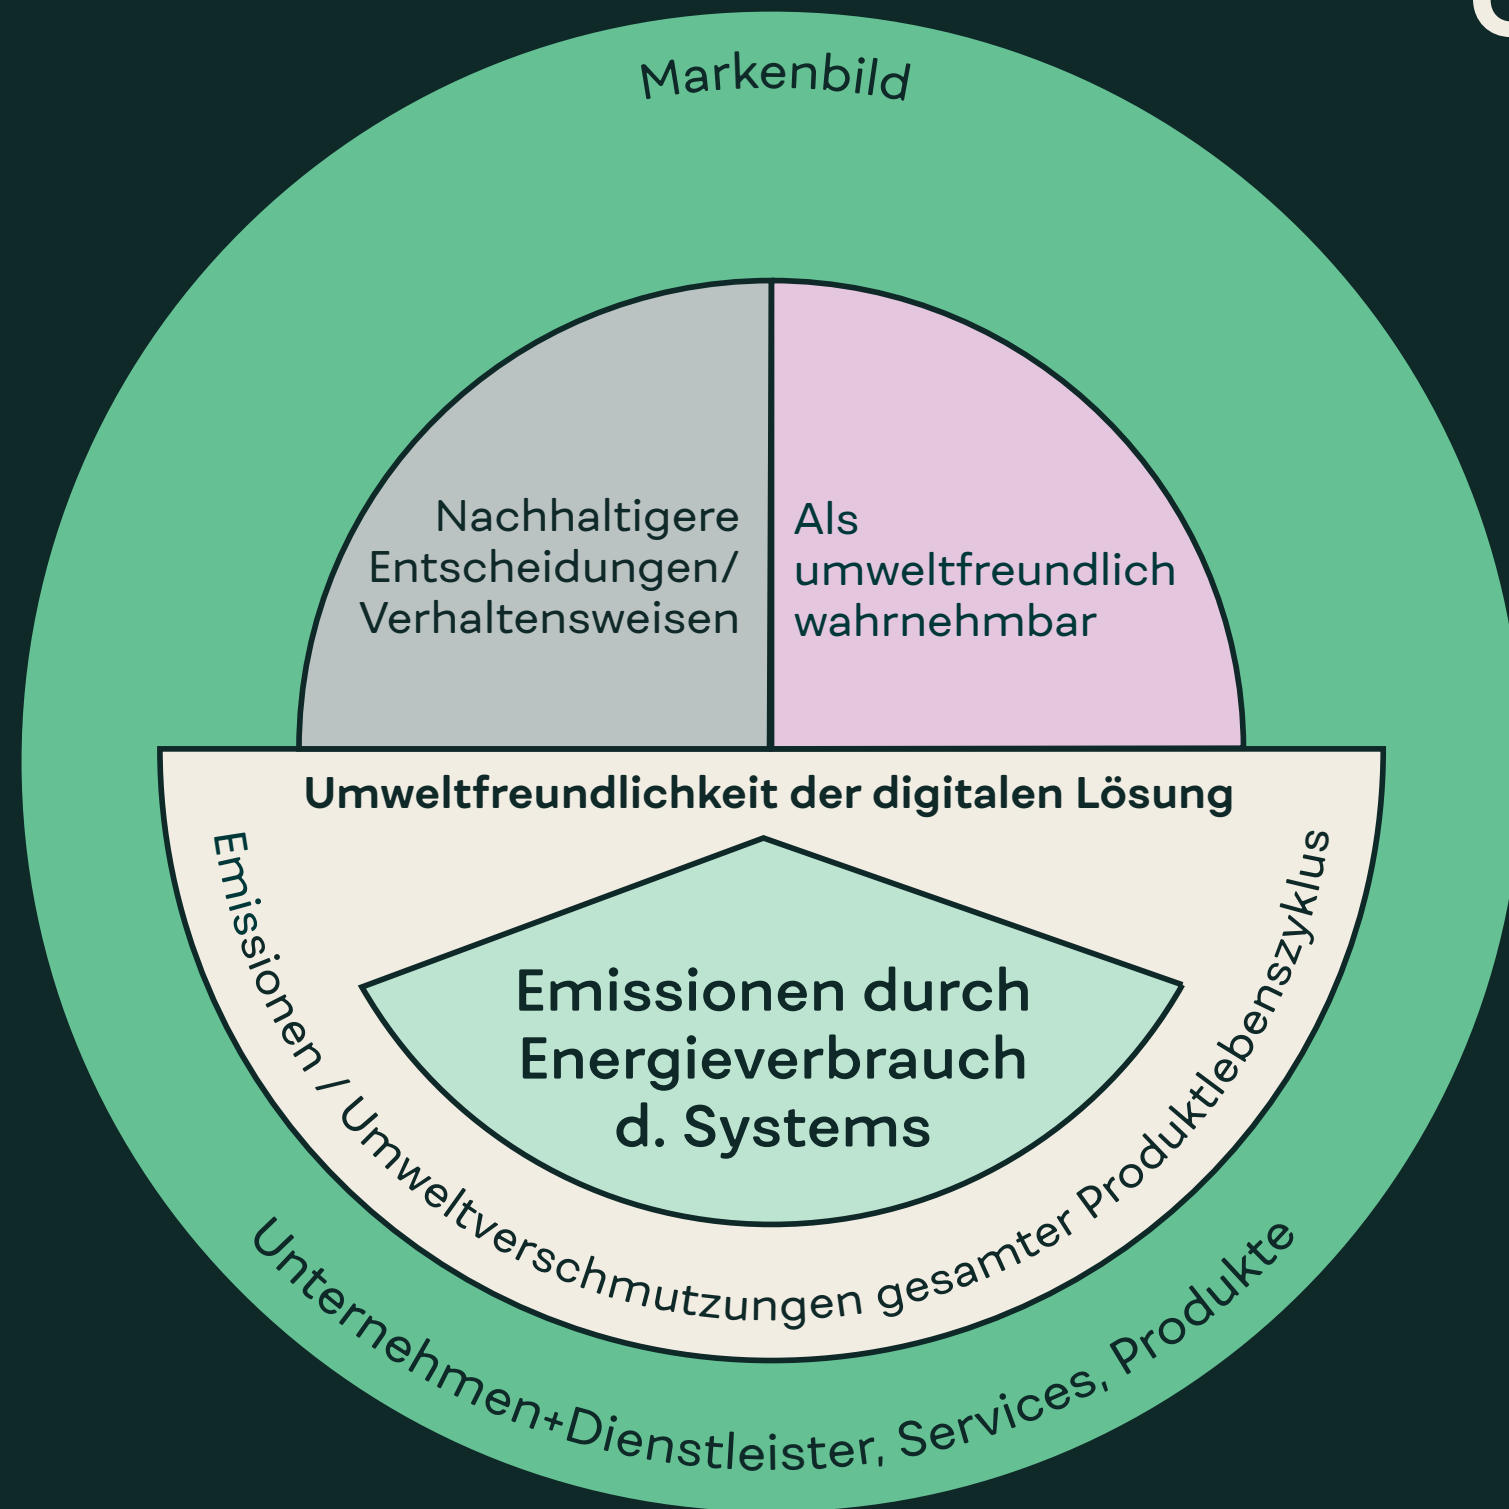 Markenbild
Nachhaltigere
Entscheidungen/
Verhaltensweisen
Als
umweltfreundlich
wahrnehmbar
Umweltfreundlichkeit der digitalen Lösung
Emissionen durch
Energieverbrauch
d. Systems
Emissionen / Umweltverschmutzungen gesamter Produktlebenszyklus
Unternehmen+Dienstleister, Services, Produkte